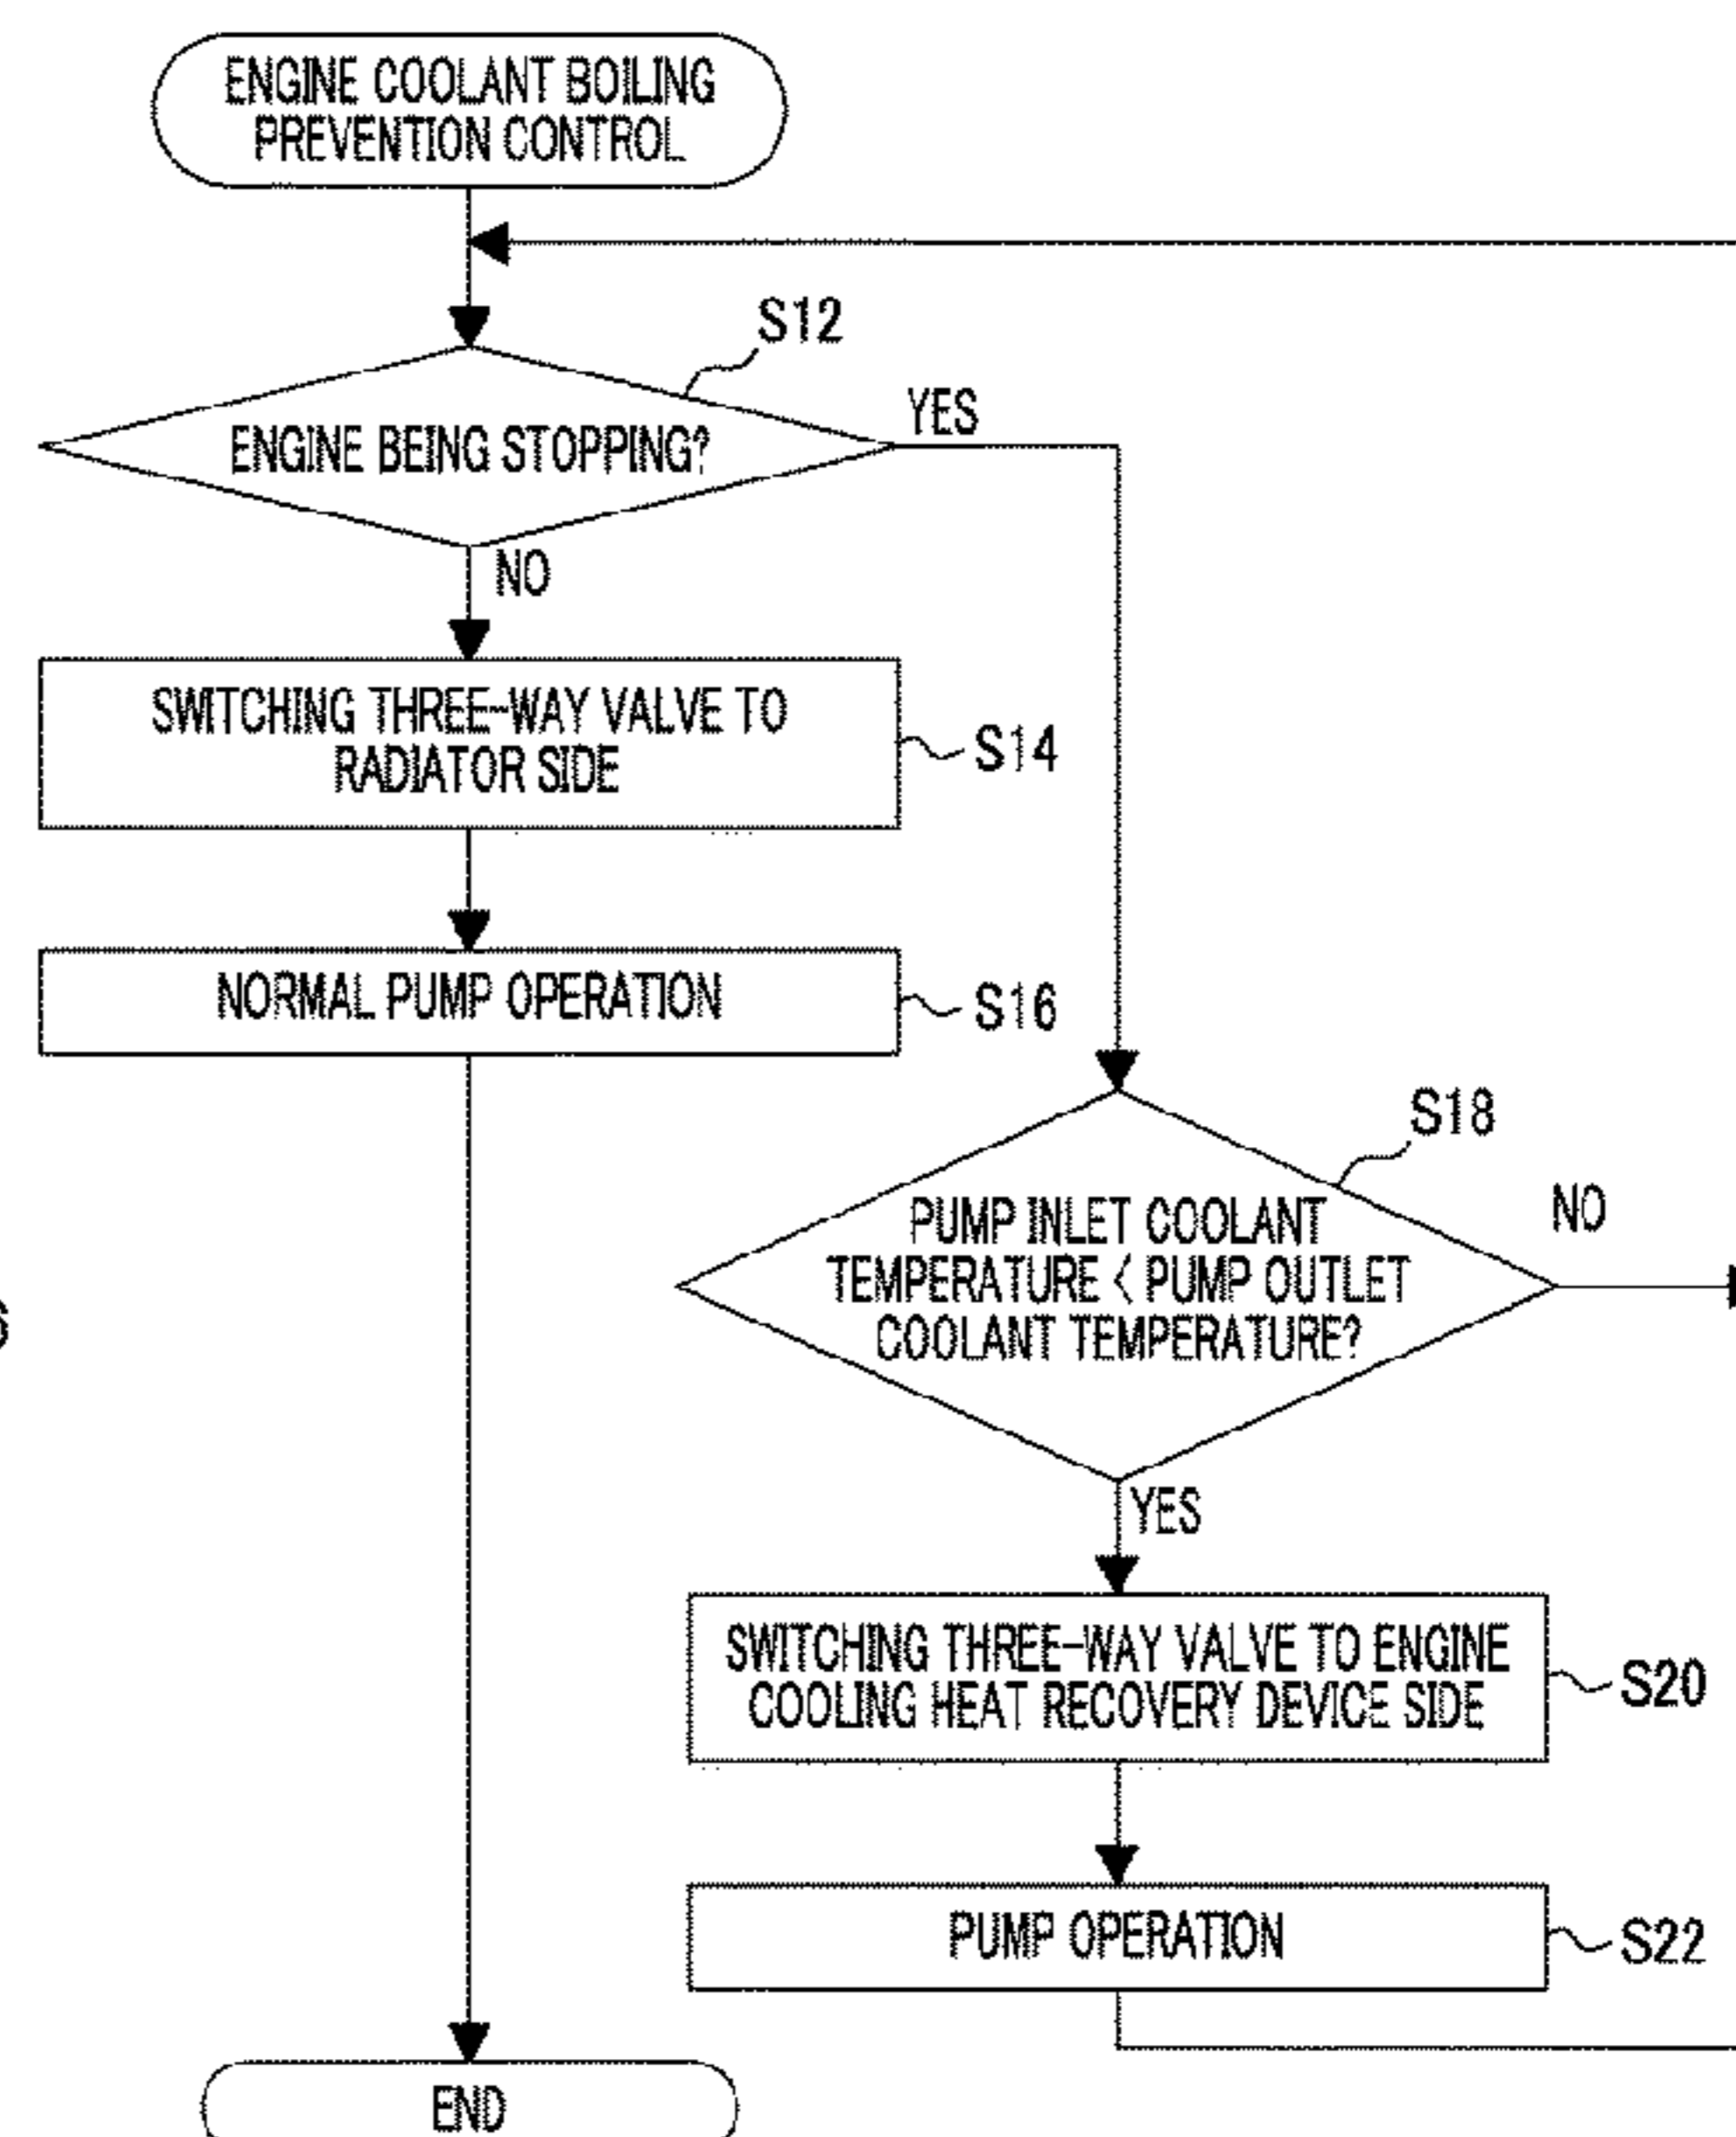 ENGINE COOLANT BOILING
PREVENTION CONTROL
S12
YES
ENGINE BEING STOPPING?
NO
SWITCHING THREE-WAY VALVE TO
RADIATOR SIDE
S14
NORMAL PUMP OPERATION
S16
S18
NO
PUMP INLET COOLANT
TEMPERATURE < PUMP OUTLET
COOLANT TEMPERATURE?
YES
SWITCHING THREE-WAY VALVE TO ENGINE
COOLING HEAT RECOVERY DEVICE SIDE
S20
PUMP OPERATION
S22
END